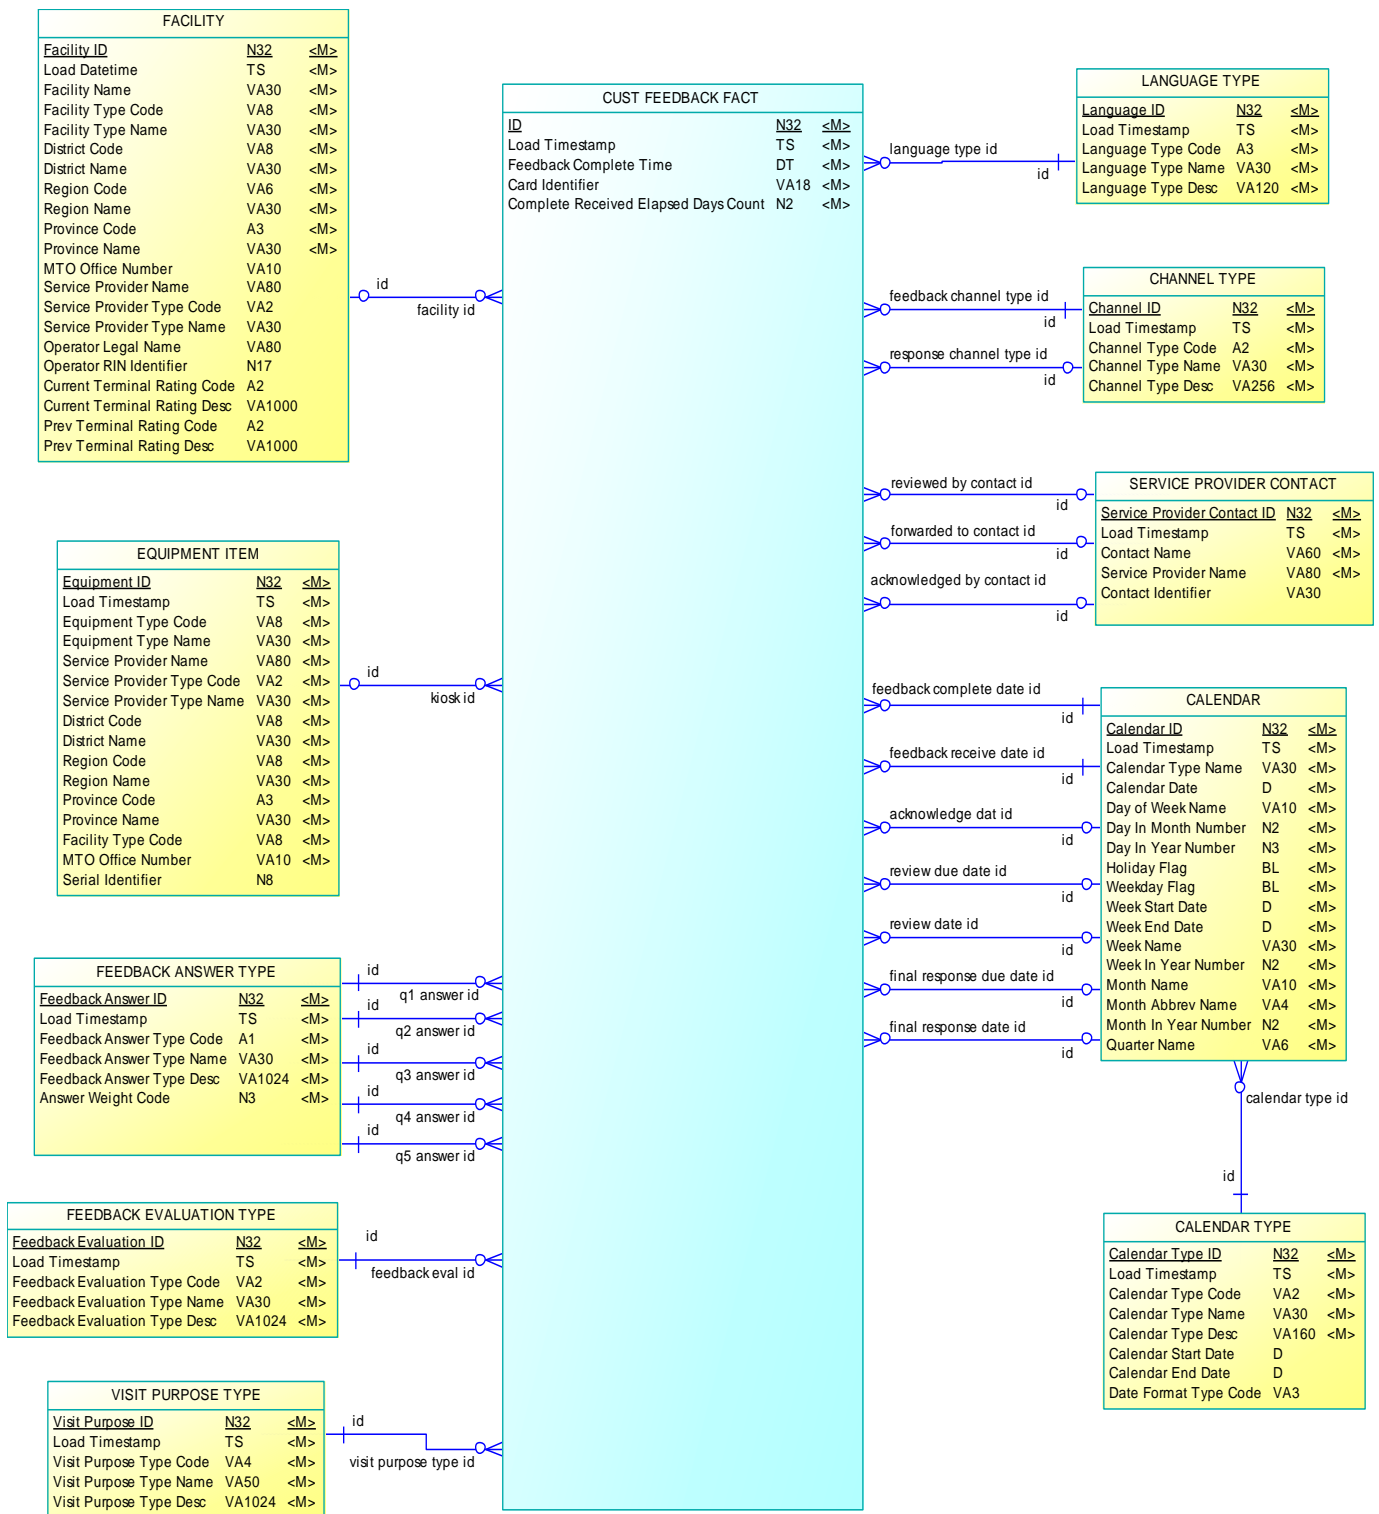 FACILITY
Facility ID N32 <M>
Load Datetime TS <M>
Facility Name VA30 <M>
Facility Type Code VA8 <M>
Facility Type Name VA30 <M>
District Code VA8 <M>
District Name VA30 <M>
Region Code VA6 <M>
Region Name VA30 <M>
Province Code A3 <M>
Province Name VA30 <M>
MTO Office Number VA10
Service Provider Name VA80
Service Provider Type Code VA2
Service Provider Type Name VA30
Operator Legal Name VA80
Operator RIN Identifier N17
Current Terminal Rating Code A2
Current Terminal Rating Desc VA1000
Prev Terminal Rating Code A2
Prev Terminal Rating Desc VA1000
id
facility id
EQUIPMENT ITEM
Equipment ID N32 <M>
Load Timestamp TS <M>
Equipment Type Code VA8 <M>
Equipment Type Name VA30 <M>
Service Provider Name VA80 <M>
Service Provider Type Code VA2 <M>
Service Provider Type Name VA30 <M>
District Code VA8 <M>
District Name VA30 <M>
Region Code VA8 <M>
Region Name VA30 <M>
Province Code A3 <M>
Province Name VA30 <M>
Facility Type Code VA8 <M>
MTO Office Number VA10 <M>
Serial Identifier N8
id
kiosk id
FEEDBACK ANSWER TYPE
Feedback Answer ID N32 <M>
Load Timestamp TS <M>
Feedback Answer Type Code A1 <M>
Feedback Answer Type Name VA30 <M>
Feedback Answer Type Desc VA1024 <M>
Answer Weight Code N3 <M>
id
q1 answer id
id
q2 answer id
id
q3 answer id
id
q4 answer id
id
q5 answer id
FEEDBACK EVALUATION TYPE
Feedback Evaluation ID N32 <M>
Load Timestamp TS <M>
Feedback Evaluation Type Code VA2 <M>
Feedback Evaluation Type Name VA30 <M>
Feedback Evaluation Type Desc VA1024 <M>
id
feedback eval id
VISIT PURPOSE TYPE
Visit Purpose ID N32 <M>
Load Timestamp TS <M>
Visit Purpose Type Code VA4 <M>
Visit Purpose Type Name VA50 <M>
Visit Purpose Type Desc VA1024 <M>
id
visit purpose type id
CUST FEEDBACK FACT
ID N32 <M>
Load Timestamp TS <M>
Feedback Complete Time DT <M>
Card Identifier VA18 <M>
Complete Received Elapsed Days Count N2 <M>
LANGUAGE TYPE
Language ID N32 <M>
Load Timestamp TS <M>
Language Type Code A3 <M>
Language Type Name VA30 <M>
Language Type Desc VA120 <M>
language type id
id
CHANNEL TYPE
Channel ID N32 <M>
Load Timestamp TS <M>
Channel Type Code A2 <M>
Channel Type Name VA30 <M>
Channel Type Desc VA256 <M>
feedback channel type id
id
response channel type id
id
SERVICE PROVIDER CONTACT
Service Provider Contact ID N32 <M>
Load Timestamp TS <M>
Contact Name VA60 <M>
Service Provider Name VA80 <M>
Contact Identifier VA30
reviewed by contact id
id
forwarded to contact id
id
acknowledged by contact id
id
CALENDAR
Calendar ID N32 <M>
Load Timestamp TS <M>
Calendar Type Name VA30 <M>
Calendar Date D <M>
Day of Week Name VA10 <M>
Day In Month Number N2 <M>
Day In Year Number N3 <M>
Holiday Flag BL <M>
Weekday Flag BL <M>
Week Start Date D <M>
Week End Date D <M>
Week Name VA30 <M>
Week In Year Number N2 <M>
Month Name VA10 <M>
Month Abbrev Name VA4 <M>
Month In Year Number N2 <M>
Quarter Name VA6 <M>
feedback complete date id
id
feedback receive date id
id
acknowledge dat id
id
review due date id
id
review date id
id
final response due date id
id
final response date id
id
calendar type id
id
CALENDAR TYPE
Calendar Type ID N32 <M>
Load Timestamp TS <M>
Calendar Type Code VA2 <M>
Calendar Type Name VA30 <M>
Calendar Type Desc VA160 <M>
Calendar Start Date D
Calendar End Date D
Date Format Type Code VA3